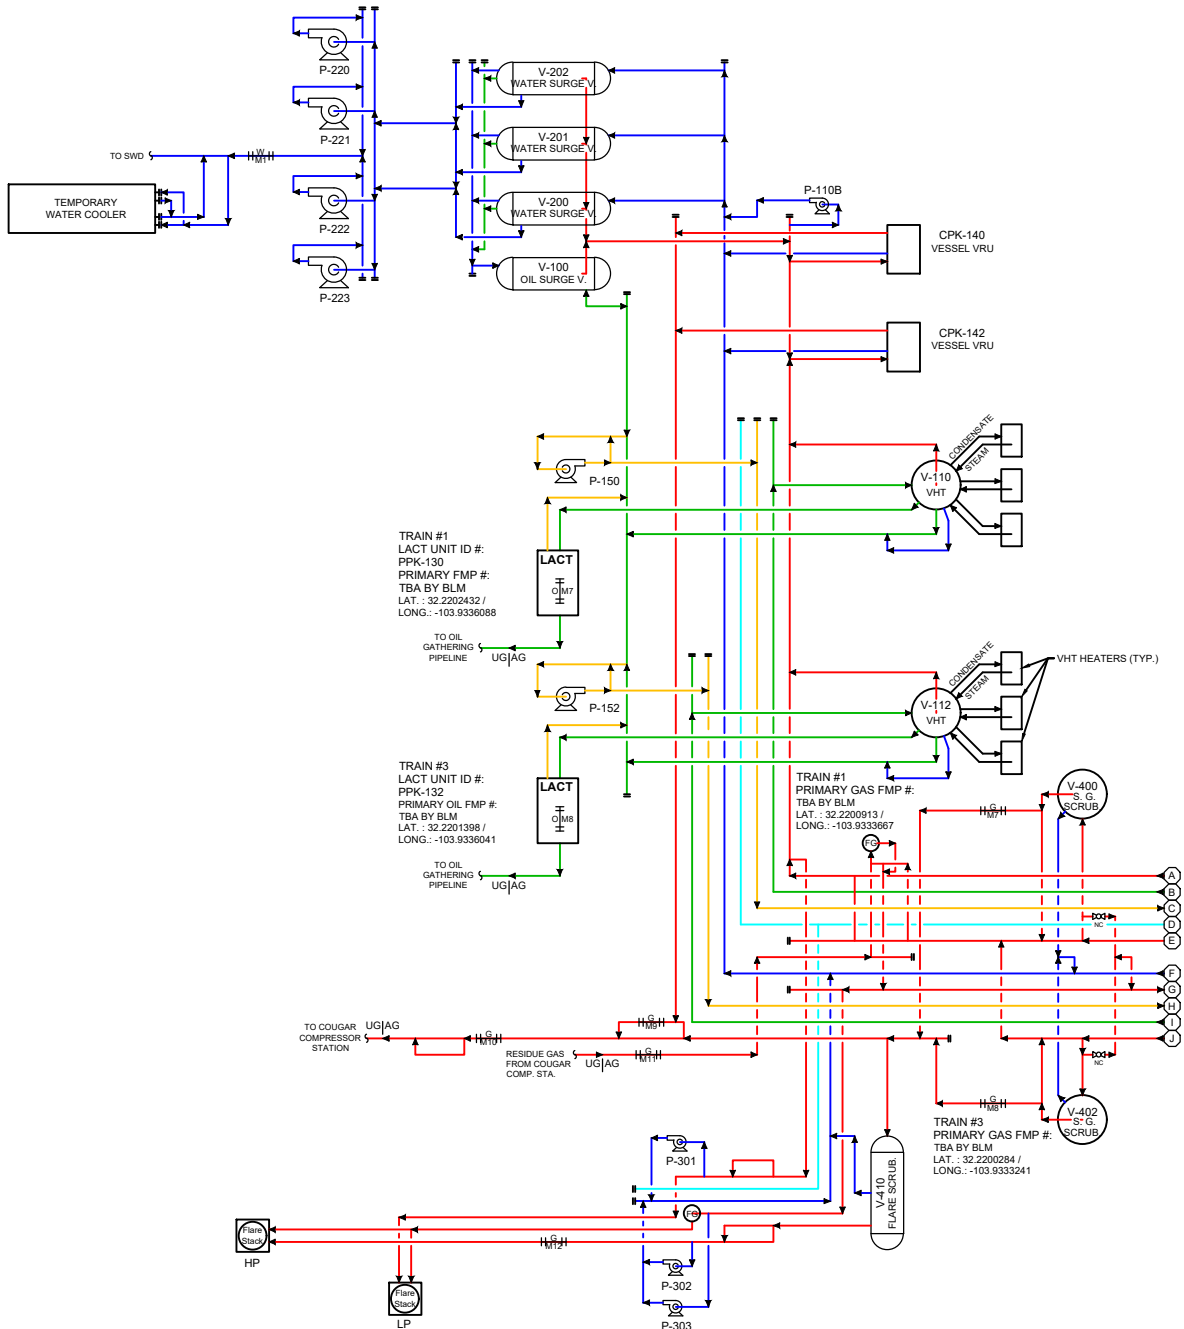 P-220
P-221
P-222
P-223
TO SWD
W
M1
TEMPORARY
WATER COOLER
V-202
WATER SURGE V.
V-201
WATER SURGE V.
V-200
WATER SURGE V.
V-100
OIL SURGE V.
P-110B
CPK-140
VESSEL VRU
CPK-142
VESSEL VRU
P-150
V-110
VHT
CONDENSATE
STEAM
TRAIN #1
LACT UNIT ID #:
PPK-130
PRIMARY FMP #:
TBA BY BLM
LAT. : 32.2202432 /
LONG.: -103.9336088
LACT
O M7
TO OIL
GATHERING
PIPELINE
UG|AG
P-152
V-112
VHT
CONDENSATE
STEAM
VHT HEATERS (TYP.)
TRAIN #3
LACT UNIT ID #:
PPK-132
PRIMARY OIL FMP #:
TBA BY BLM
LAT. : 32.2201398 /
LONG.: -103.9336041
LACT
O M8
TO OIL
GATHERING
PIPELINE
UG|AG
TRAIN #1
PRIMARY GAS FMP #:
TBA BY BLM
LAT. : 32.2200913 /
LONG.: -103.9333667
FG
G
M7
V-400
S. G.
SCRUB.
A
B
C
D
E
NC
F
G
H
I
J
NC
TO COUGAR
COMPRESSOR
STATION
UG|AG
G
M10
G
M9
RESIDUE GAS
FROM COUGAR
COMP. STA.
UG|AG
G
M11
G
M8
V-402
S. G.
SCRUB.
TRAIN #3
PRIMARY GAS FMP #:
TBA BY BLM
LAT. : 32.2200284 /
LONG.: -103.9333241
P-301
V-410
FLARE SCRUB.
FG
Flare
Stack
HP
G
M12
P-302
P-303
Flare
Stack
LP